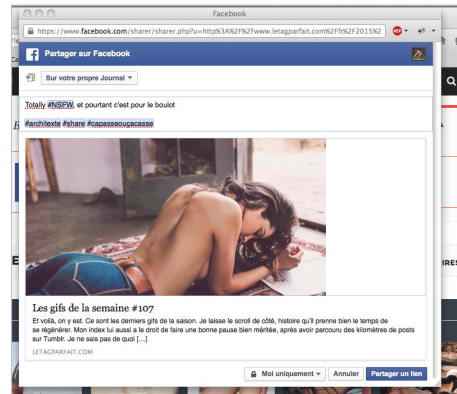 Facebook
https://www.facebook.com/sharer/sharer.php?u=http%3A%2F%2Fwww.letagparfait.com%2Ffr%2F2015%2
Partager sur Facebook
Sur votre propre Journal
Totally #NSFW, et pourtant c'est pour le boulot
#architexte #share #capasseouçacasse
Les gifs de la semaine #107
Et voilà, on y est. Ce sont les derniers gifs de la saison. Je laisse le scroll de côté, histoire qu'il prenne bien le temps de
se régénérer. Mon index lui aussi a le droit de faire une bonne pause bien méritée, après avoir parcouru des kilomètres de posts
sur Tumblr. Je ne sais pas de quoi […]
LETAGPARFAIT.COM
Moi uniquement
Annuler
Partager un lien